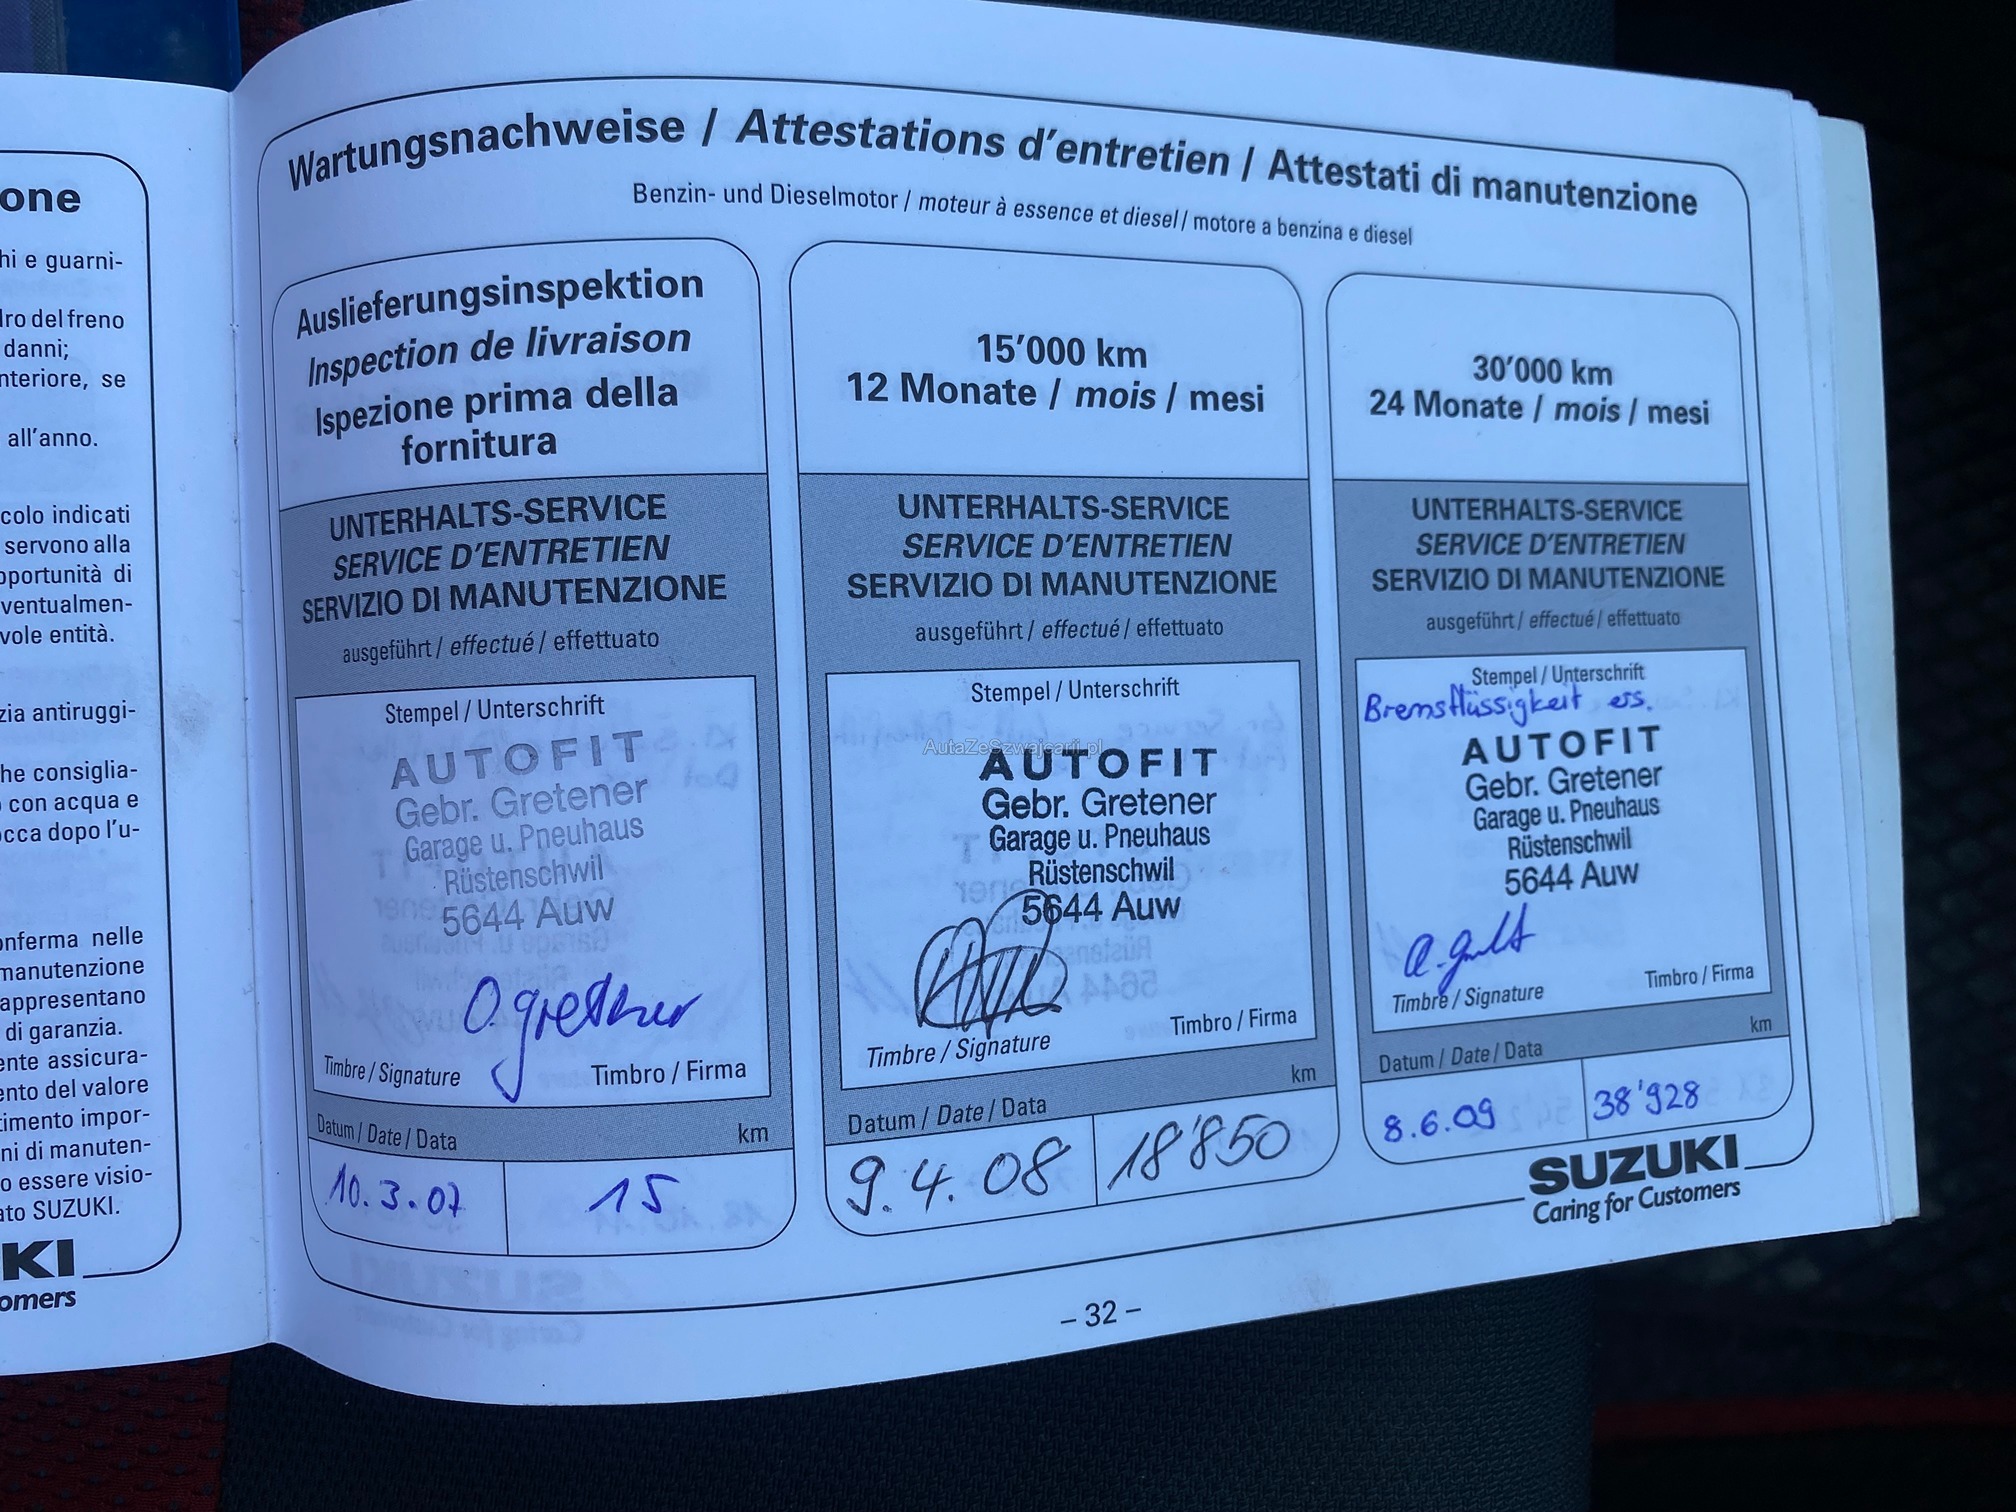 one
hi e guarni-
dro del freno
danni;
nteriore, se
all'anno.
colo indicati
servono alla
pportunità di
ventualmen-
vole entità.
zia antiruggi-
he consiglia-
con acqua e
occa dopo l'u-
onferma nelle
manutenzione
appresentano
di garanzia.
ente assicura-
ento del valore
timento impor-
ni di manuten-
o essere visio-
ato SUZUKI.
KI
omers
Wartungsnachweise / Attestations d'entretien / Attestati di manutenzione
Benzin- und Dieselmotor / moteur à essence et diesel / motore a benzina e diesel
Auslieferungsinspektion
Inspection de livraison
Ispezione prima della
fornitura
UNTERHALTS-SERVICE
SERVICE D'ENTRETIEN
SERVIZIO DI MANUTENZIONE
ausgeführt / effectué / effettuato
Stempel / Unterschrift
AUTOFIT
Gebr. Gretener
Garage u. Pneuhaus
Rüstenschwil
5644 Auw
O. Gretener
Timbre / Signature Timbro / Firma
Datum / Date / Data km
10.3.07 15
15'000 km
12 Monate / mois / mesi
UNTERHALTS-SERVICE
SERVICE D'ENTRETIEN
SERVIZIO DI MANUTENZIONE
ausgeführt / effectué / effettuato
Stempel / Unterschrift
AutaZeSzwajcarii.pl
AUTOFIT
Gebr. Gretener
Garage u. Pneuhaus
Rüstenschwil
5644 Auw
Timbre / Signature Timbro / Firma
Datum / Date / Data km
9.4.08 18'850
30'000 km
24 Monate / mois / mesi
UNTERHALTS-SERVICE
SERVICE D'ENTRETIEN
SERVIZIO DI MANUTENZIONE
ausgeführt / effectué / effettuato
Stempel / Unterschrift
Bremsflüssigkeit ers.
AUTOFIT
Gebr. Gretener
Garage u. Pneuhaus
Rüstenschwil
5644 Auw
Timbre / Signature Timbro / Firma
Datum / Date / Data km
8.6.09 38'928
SUZUKI
Caring for Customers
– 32 –